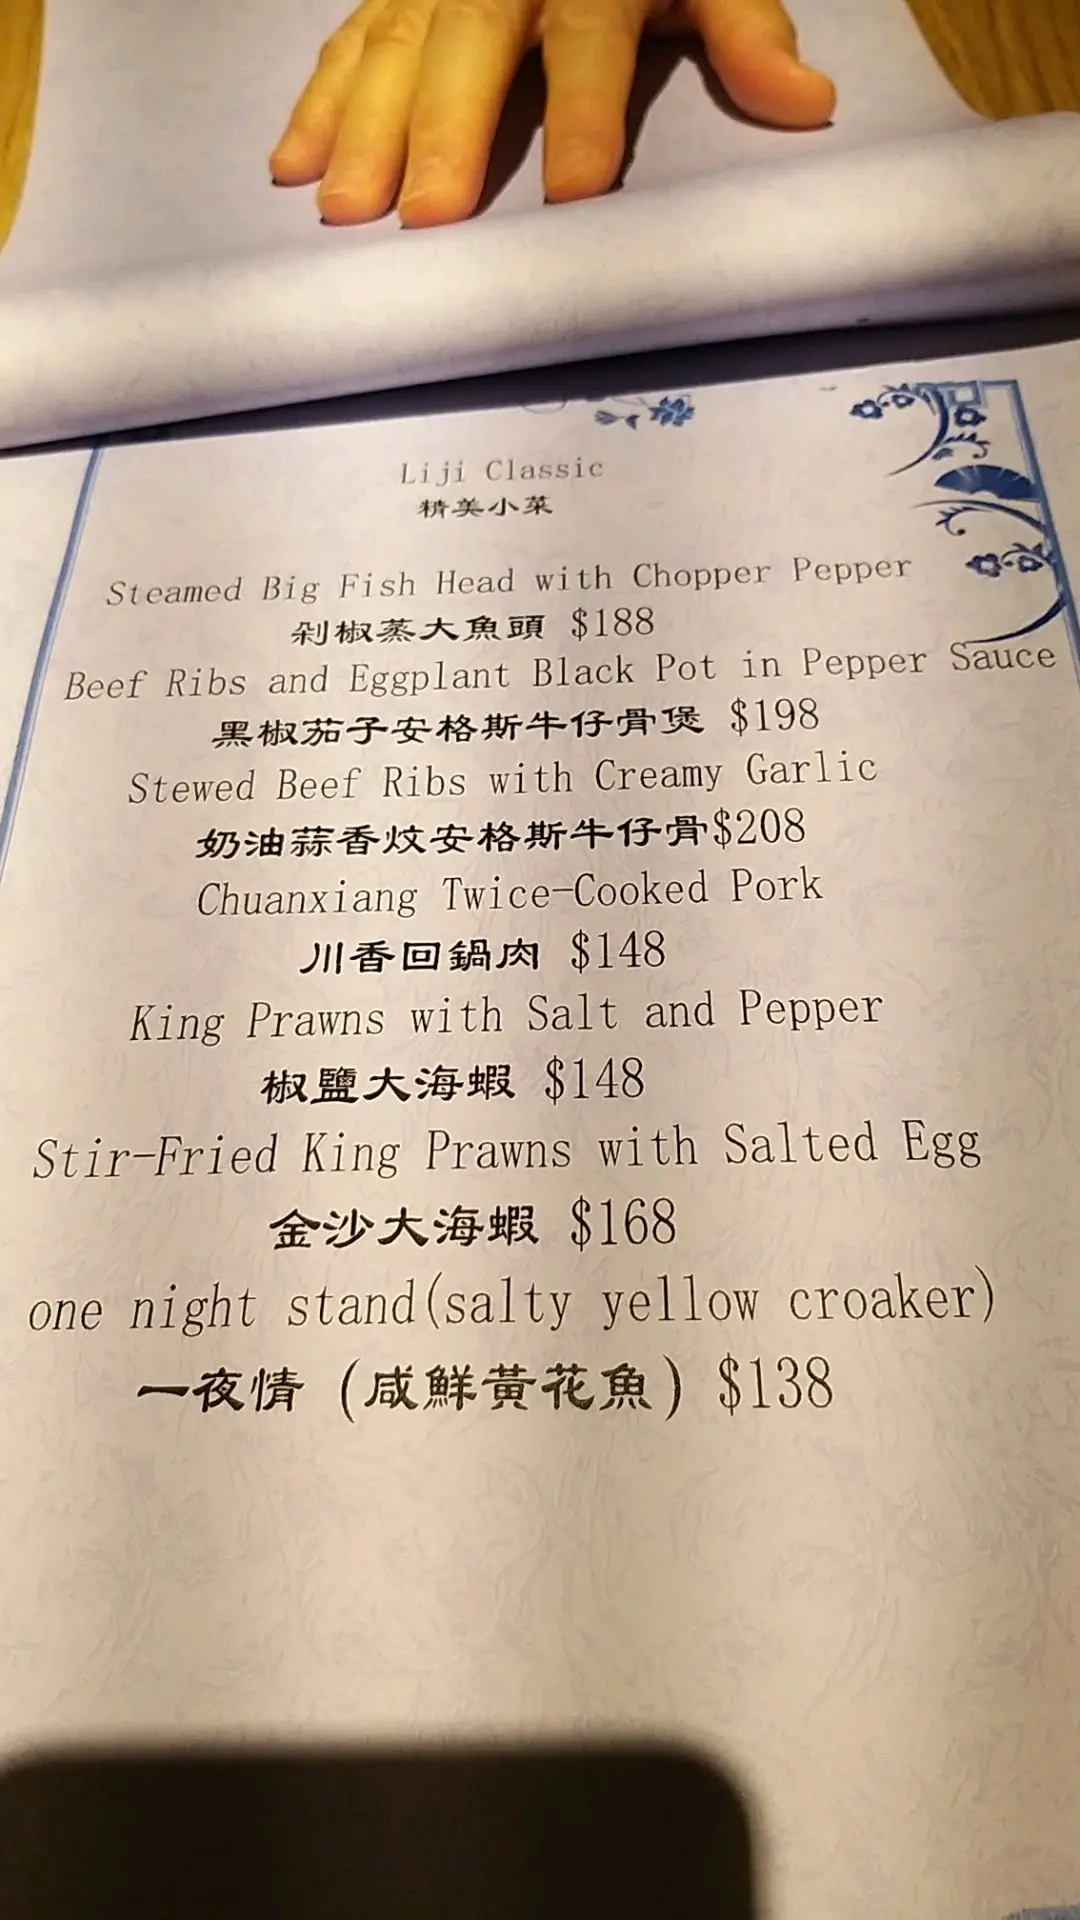 Liji Classic
精美小菜
Steamed Big Fish Head with Chopper Pepper
剁椒蒸大魚頭 $188
Beef Ribs and Eggplant Black Pot in Pepper Sauce
黑椒茄子安格斯牛仔骨煲 $198
Stewed Beef Ribs with Creamy Garlic
奶油蒜香炆安格斯牛仔骨$208
Chuanxiang Twice-Cooked Pork
川香回鍋肉 $148
King Prawns with Salt and Pepper
椒鹽大海蝦 $148
Stir-Fried King Prawns with Salted Egg
金沙大海蝦 $168
one night stand(salty yellow croaker)
一夜情（咸鮮黃花魚）$138